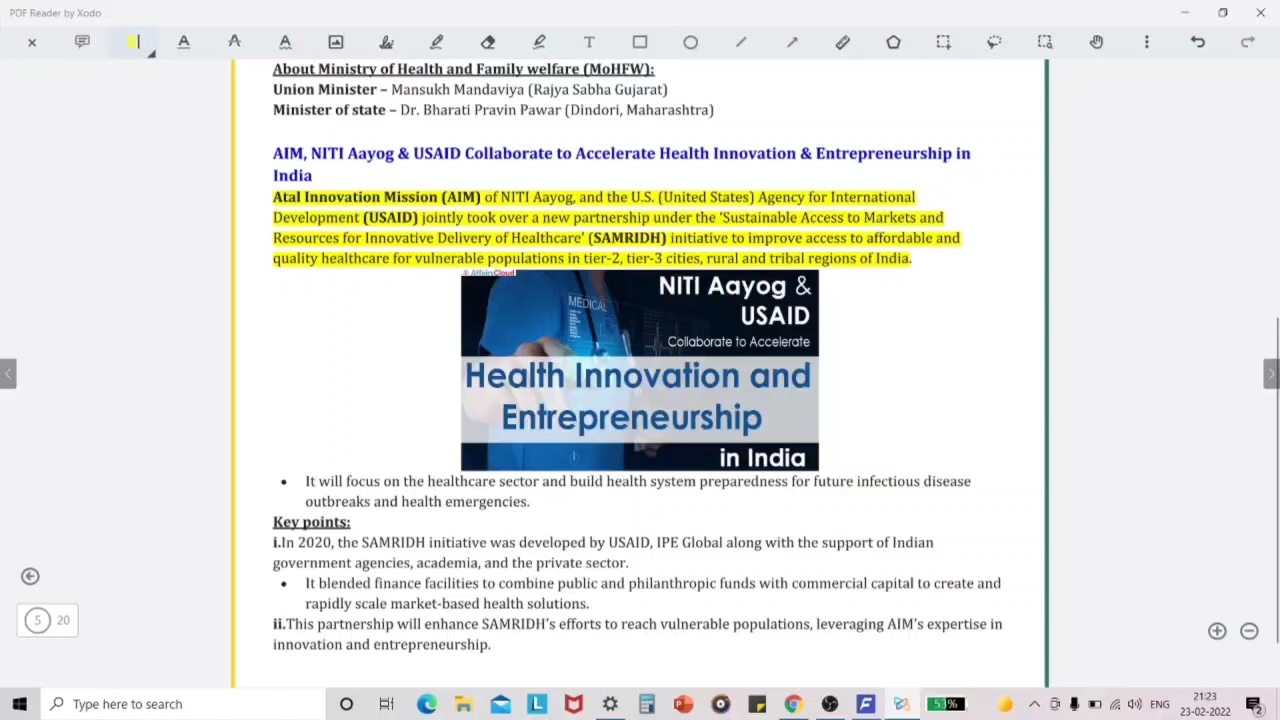 PDF Reader by Xodo
About Ministry of Health and Family welfare (MoHFW):
Union Minister – Mansukh Mandaviya (Rajya Sabha Gujarat)
Minister of state – Dr. Bharati Pravin Pawar (Dindori, Maharashtra)
AIM, NITI Aayog & USAID Collaborate to Accelerate Health Innovation & Entrepreneurship in
India
Atal Innovation Mission (AIM) of NITI Aayog, and the U.S. (United States) Agency for International
Development (USAID) jointly took over a new partnership under the ‘Sustainable Access to Markets and
Resources for Innovative Delivery of Healthcare’ (SAMRIDH) initiative to improve access to affordable and
quality healthcare for vulnerable populations in tier-2, tier-3 cities, rural and tribal regions of India.
AffairsCloud
MEDICAL
NITI Aayog &
USAID
Collaborate to Accelerate
Health Innovation and
Entrepreneurship
in India
• It will focus on the healthcare sector and build health system preparedness for future infectious disease
outbreaks and health emergencies.
Key points:
i.In 2020, the SAMRIDH initiative was developed by USAID, IPE Global along with the support of Indian
government agencies, academia, and the private sector.
• It blended finance facilities to combine public and philanthropic funds with commercial capital to create and
rapidly scale market-based health solutions.
ii.This partnership will enhance SAMRIDH’s efforts to reach vulnerable populations, leveraging AIM’s expertise in
innovation and entrepreneurship.
5 20
Type here to search
53%
ENG
21:23
23-02-2022
2